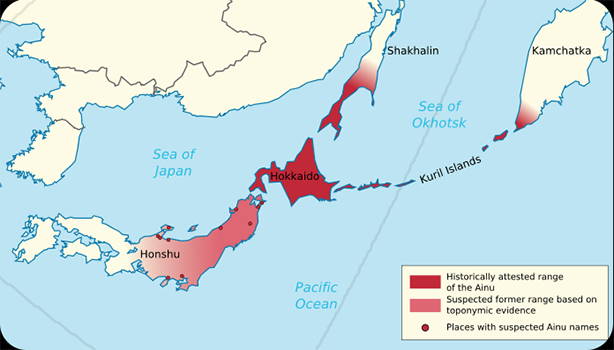 Shakhalin
Kamchatka
Sea of
Okhotsk
Sea of
Japan
Hokkaido
Kuril Islands
Honshu
Pacific
Ocean
Historically attested range
of the Ainu
Suspected former range based on
toponymic evidence
Places with suspected Ainu names